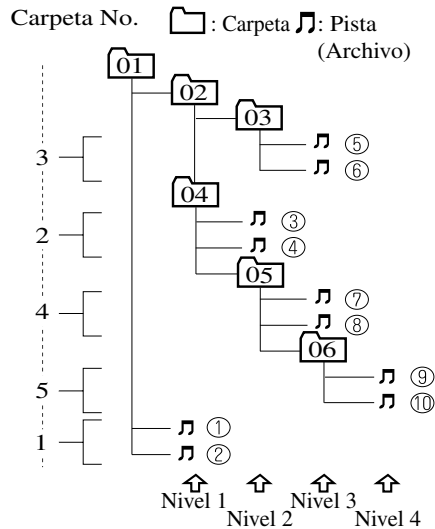 Carpeta No.
: Carpeta
: Pista
(Archivo)
01
02
03
3
⑤
⑥
04
2
③
④
05
4
⑦
⑧
06
5
⑨
⑩
1
①
②
Nivel 1
Nivel 2
Nivel 3
Nivel 4